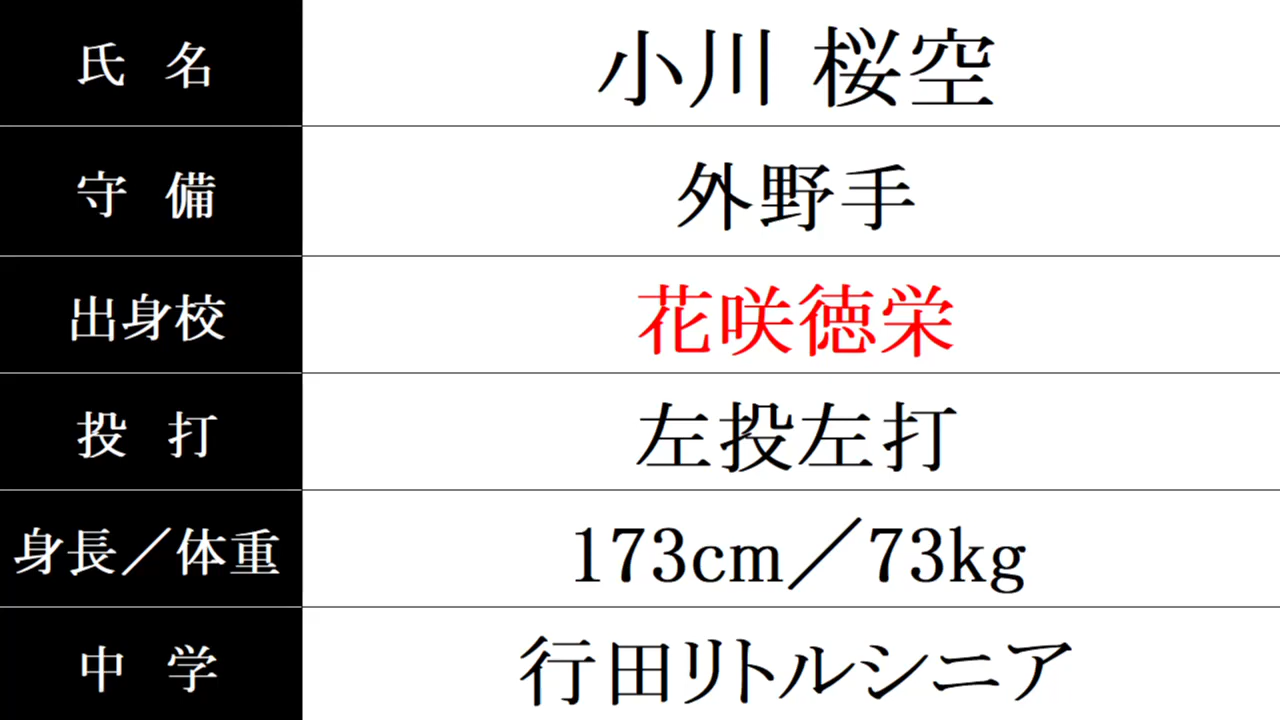 氏 名 小川 桜空
守 備 外野手
出身校 花咲徳栄
投 打 左投左打
身長／体重 173cm／73kg
中 学 行田リトルシニア